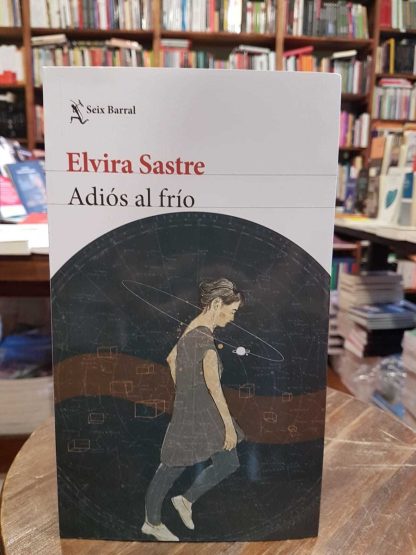 Seix Barral
Elvira Sastre
Adiós al frío